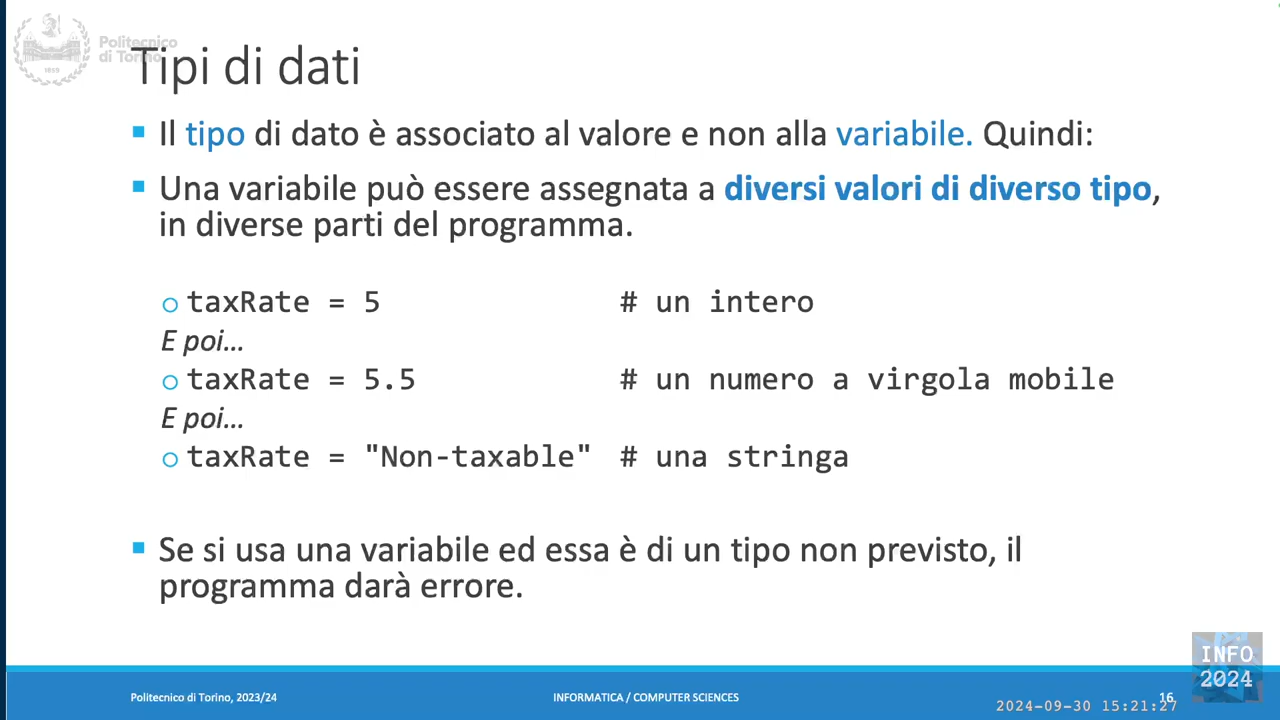 Politecnico
di Torino
1859
Tipi di dati
Il tipo di dato è associato al valore e non alla variabile. Quindi:
Una variabile può essere assegnata a diversi valori di diverso tipo,
in diverse parti del programma.
taxRate = 5 # un intero
E poi…
taxRate = 5.5 # un numero a virgola mobile
E poi…
taxRate = "Non-taxable" # una stringa
Se si usa una variabile ed essa è di un tipo non previsto, il
programma darà errore.
INFO
2024
Politecnico di Torino, 2023/24
INFORMATICA / COMPUTER SCIENCES
16
2024-09-30 15:21:27